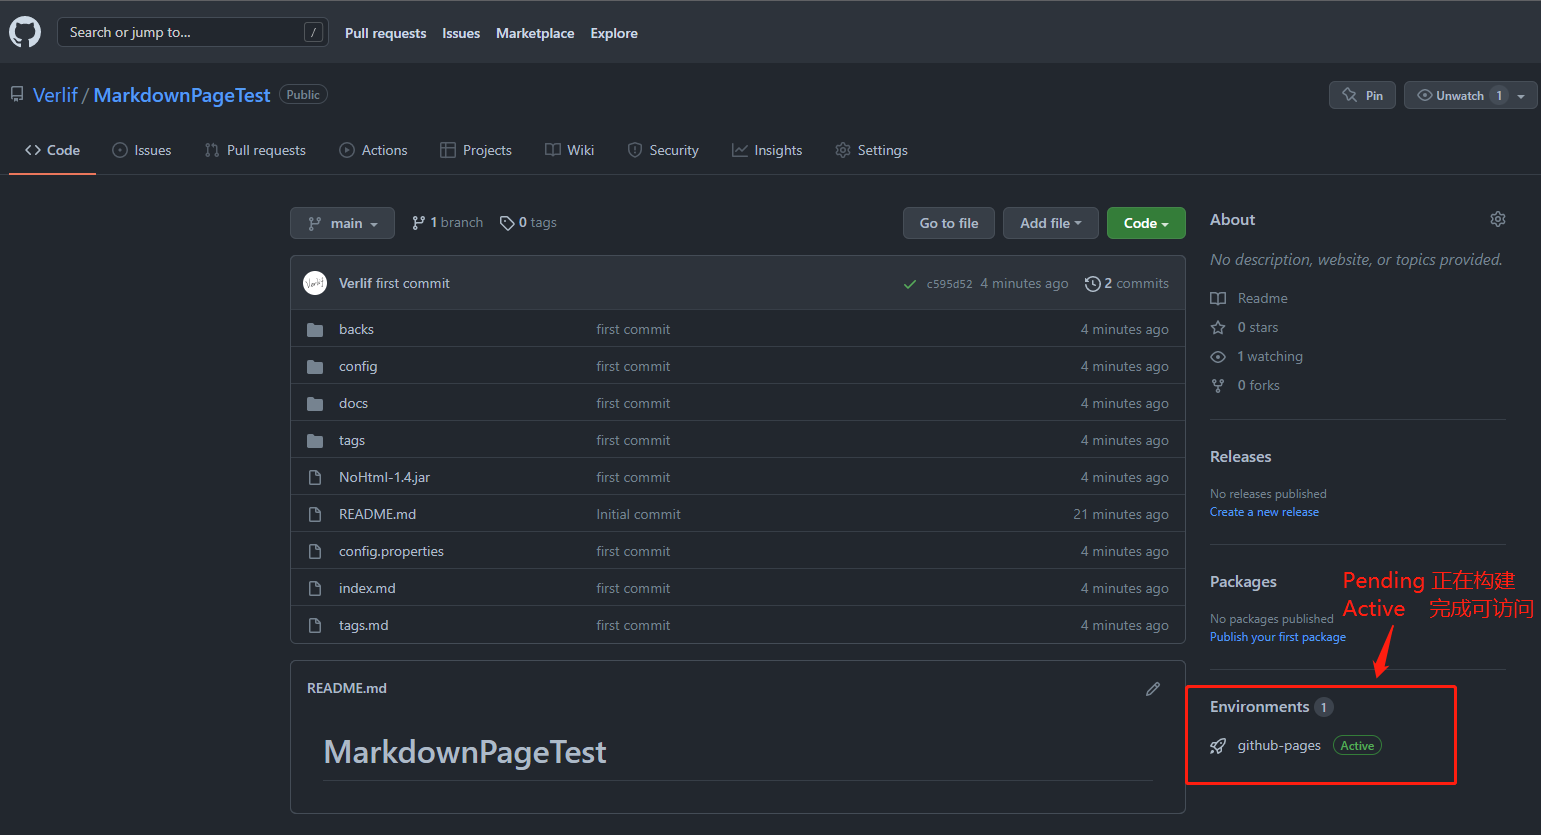 Search or jump to... /
Pull requests Issues Marketplace Explore
Verlif / MarkdownPageTest Public
Pin Unwatch 1
Code Issues Pull requests Actions Projects Wiki Security Insights Settings
main 1 branch 0 tags Go to file Add file Code
Verlif first commit c595d52 4 minutes ago 2 commits
backs first commit 4 minutes ago
config first commit 4 minutes ago
docs first commit 4 minutes ago
tags first commit 4 minutes ago
NoHtml-1.4.jar first commit 4 minutes ago
README.md Initial commit 21 minutes ago
config.properties first commit 4 minutes ago
index.md first commit 4 minutes ago
tags.md first commit 4 minutes ago
README.md
MarkdownPageTest
About
No description, website, or topics provided.
Readme
0 stars
1 watching
0 forks
Releases
No releases published
Create a new release
Packages
No packages published
Publish your first package
Pending 正在构建
Active 完成可访问
Environments 1
github-pages Active